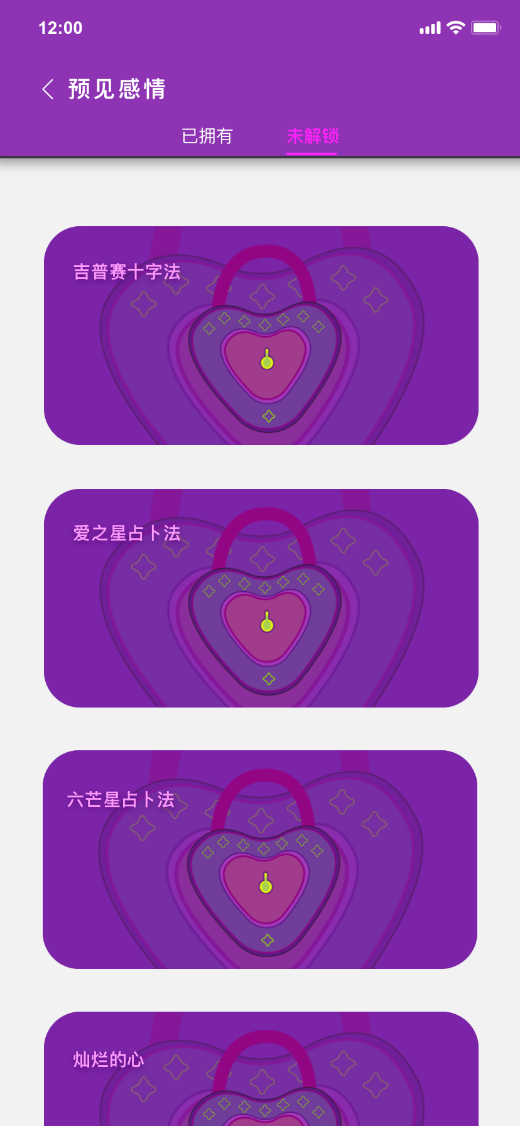 12:00
预见感情
已拥有 未解锁
吉普赛十字法
爱之星占卜法
六芒星占卜法
灿烂的心